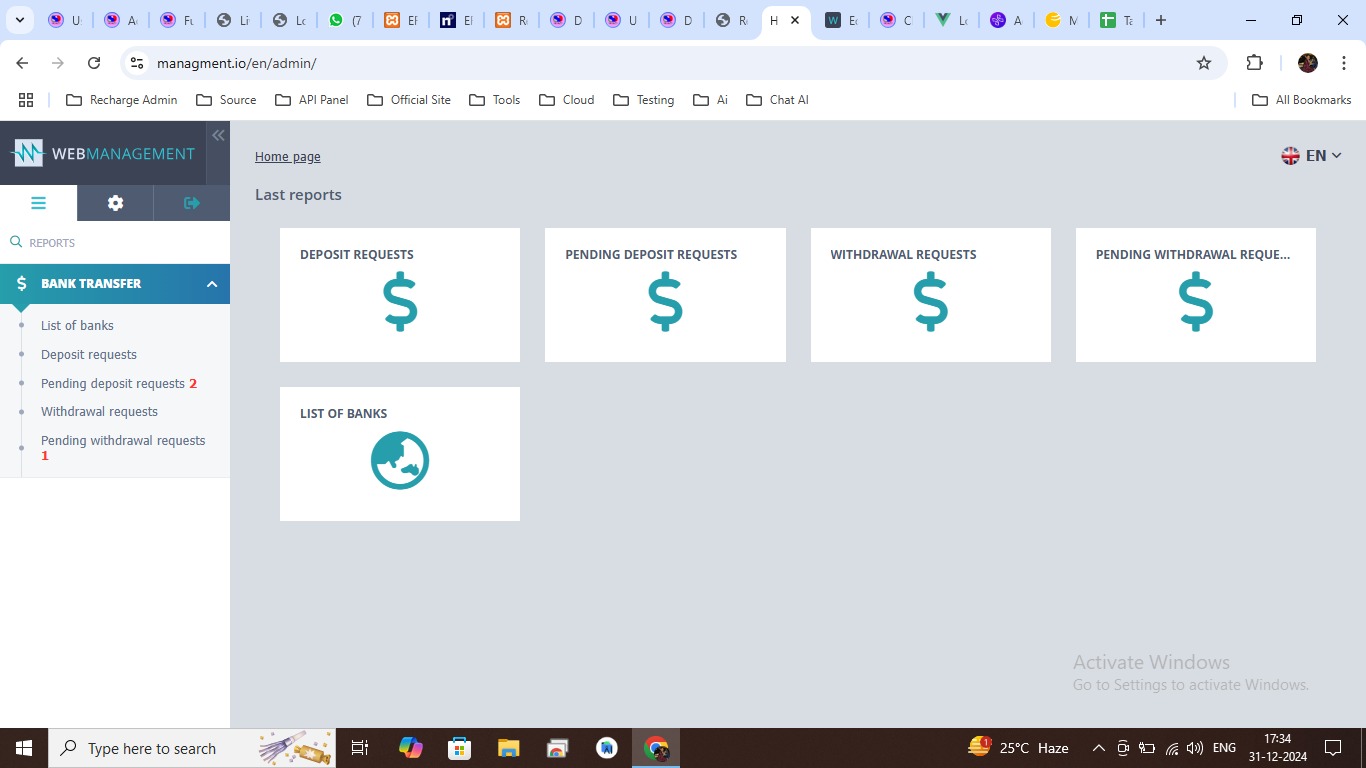 U
A
Fu
Li
Lo
(7
EF
El
R
D
U
D
Re
H
Ec
Cl
Lo
A
M
Ta
managment.io/en/admin/
Recharge Admin
Source
API Panel
Official Site
Tools
Cloud
Testing
Ai
Chat AI
All Bookmarks
WEBMANAGEMENT
REPORTS
BANK TRANSFER
List of banks
Deposit requests
Pending deposit requests 2
Withdrawal requests
Pending withdrawal requests
1
Home page
EN
Last reports
DEPOSIT REQUESTS
PENDING DEPOSIT REQUESTS
WITHDRAWAL REQUESTS
PENDING WITHDRAWAL REQUE...
LIST OF BANKS
Activate Windows
Go to Settings to activate Windows.
Type here to search
1
25°C Haze
ENG
17:34
31-12-2024